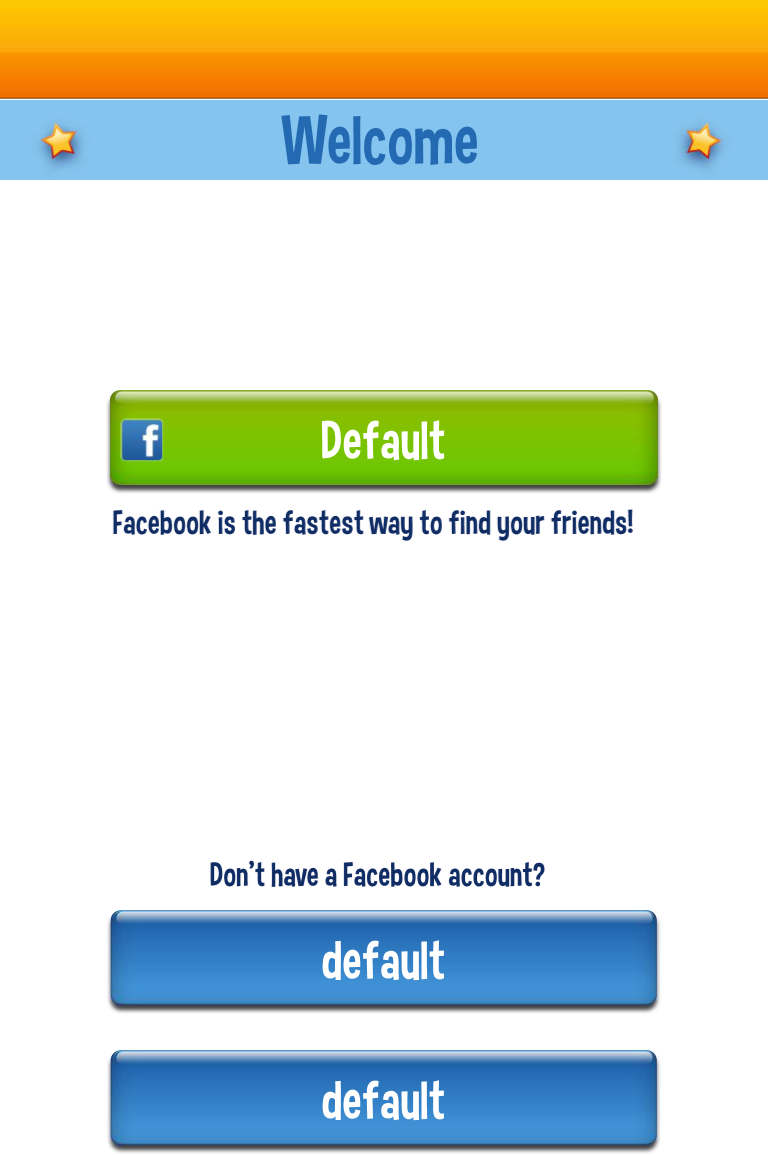 Welcome
f
Default
Facebook is the fastest way to find your friends!
Don't have a Facebook account?
default
default